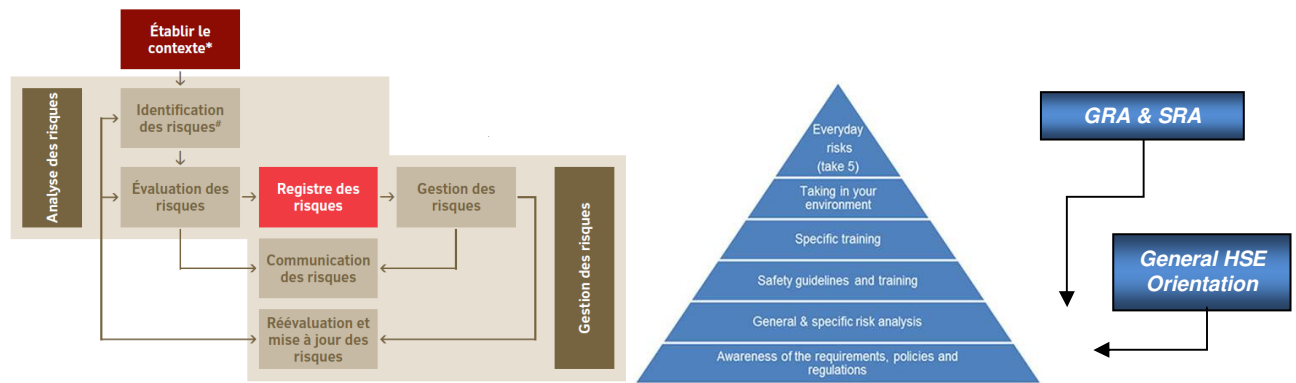 Établir le
contexte*
Analyse des risques
Identification
des risques#
Évaluation des
risques
Registre des
risques
Gestion des
risques
Communication
des risques
Réévaluation et
mise à jour des
risques
Gestion des risques
Everyday
risks
(take 5)
Taking in your
environment
Specific training
Safety guidelines and training
General & specific risk analysis
Awareness of the requirements, policies and
regulations
GRA & SRA
General HSE
Orientation